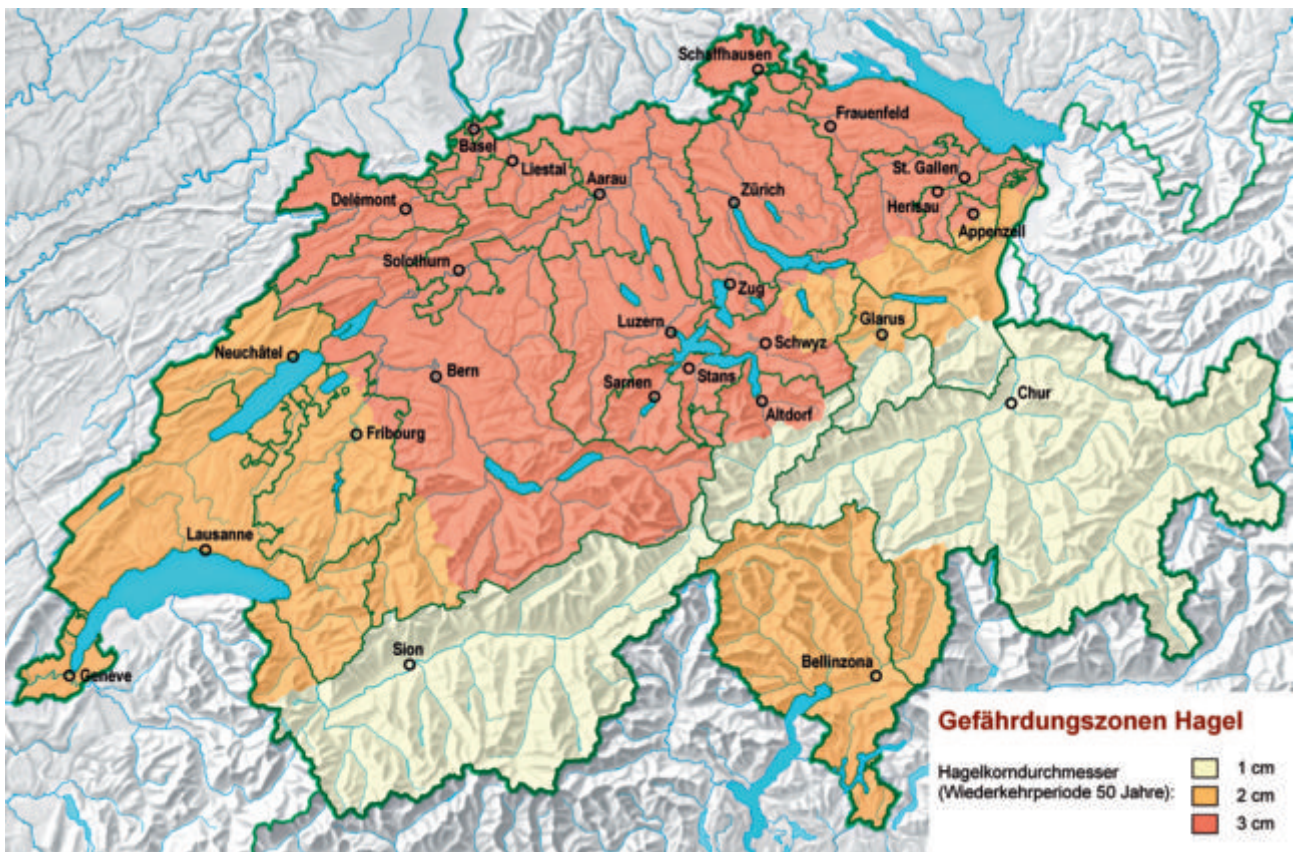 Schaffhausen
Frauenfeld
Basel
Liestal
St. Gallen
Aarau
Zürich
Herisau
Delémont
Appenzell
Solothurn
Zug
Luzern
Glarus
Schwyz
Neuchâtel
Bern
Stans
Sarnen
Chur
Altdorf
Fribourg
Lausanne
Sion
Bellinzona
Genève
Gefährdungszonen Hagel
Hagelkorndurchmesser
(Wiederkehrperiode 50 Jahre):
1 cm
2 cm
3 cm